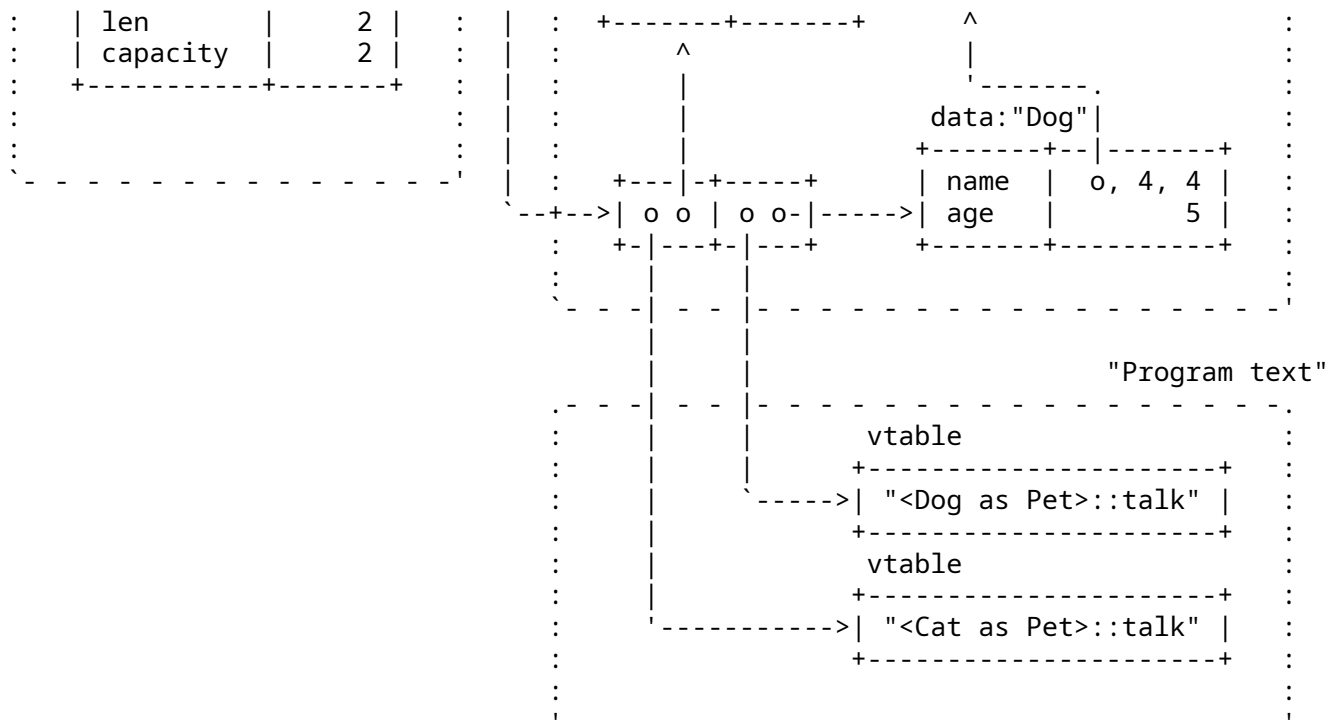 len 2
capacity 2
data:"Dog"
name o, 4, 4
o o o o age 5
"Program text"
vtable
"<Dog as Pet>::talk"
vtable
"<Cat as Pet>::talk"